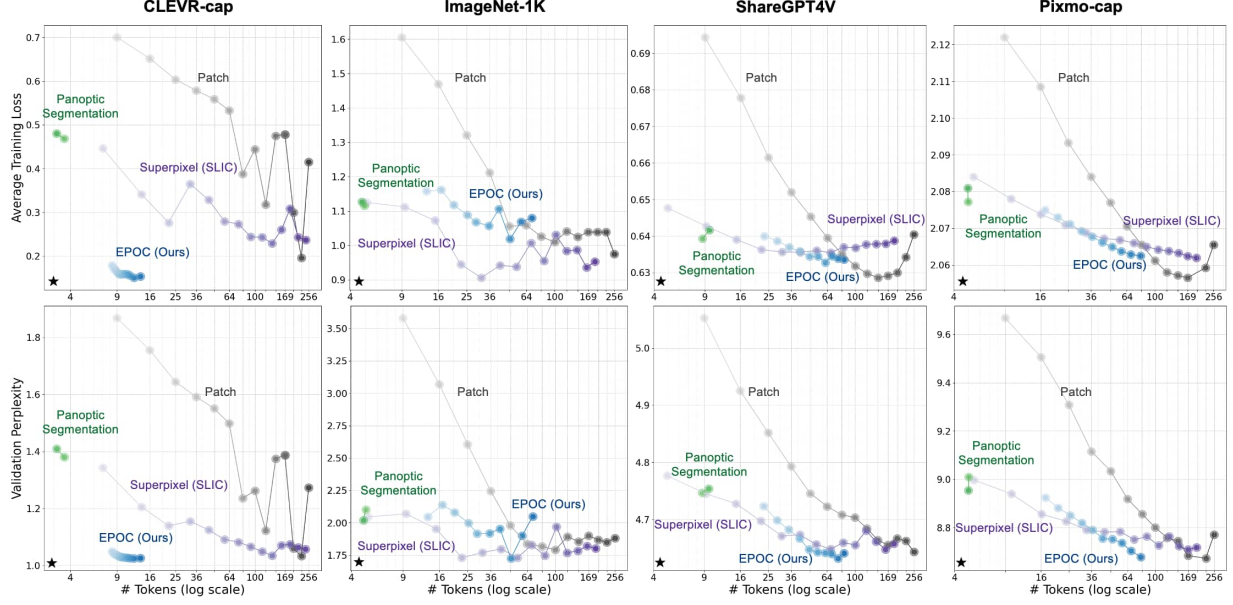 CLEVR-cap
ImageNet-1K
ShareGPT4V
Pixmo-cap
Average Training Loss
0.7
0.6
0.5
0.4
0.3
0.2
Patch
Panoptic
Segmentation
Superpixel (SLIC)
EPOC (Ours)
4 9 16 25 36 64 100 169 256
1.6
1.5
1.4
1.3
1.2
1.1
1.0
0.9
Patch
Panoptic
Segmentation
EPOC (Ours)
Superpixel (SLIC)
4 9 16 25 36 64 100 169 256
0.69
0.68
0.67
0.66
0.65
0.64
0.63
Patch
Superpixel (SLIC)
Panoptic
Segmentation
EPOC (Ours)
4 9 16 25 36 64 100 169 256
2.12
2.11
2.10
2.09
2.08
2.07
2.06
Patch
Panoptic
Segmentation
Superpixel (SLIC)
EPOC (Ours)
4 16 36 64 100 169 256
Validation Perplexity
1.8
1.6
1.4
1.2
1.0
Patch
Panoptic
Segmentation
Superpixel (SLIC)
EPOC (Ours)
4 9 16 25 36 64 100 169 256
# Tokens (log scale)
3.50
3.25
3.00
2.75
2.50
2.25
2.00
1.75
Patch
Panoptic
Segmentation
EPOC (Ours)
Superpixel (SLIC)
4 9 16 25 36 64 100 169 256
# Tokens (log scale)
5.0
4.9
4.8
4.7
Patch
Panoptic
Segmentation
Superpixel (SLIC)
EPOC (Ours)
4 9 16 25 36 64 100 169 256
# Tokens (log scale)
9.6
9.4
9.2
9.0
8.8
Patch
Panoptic
Segmentation
Superpixel (SLIC)
EPOC (Ours)
4 16 36 64 100 169 256
# Tokens (log scale)